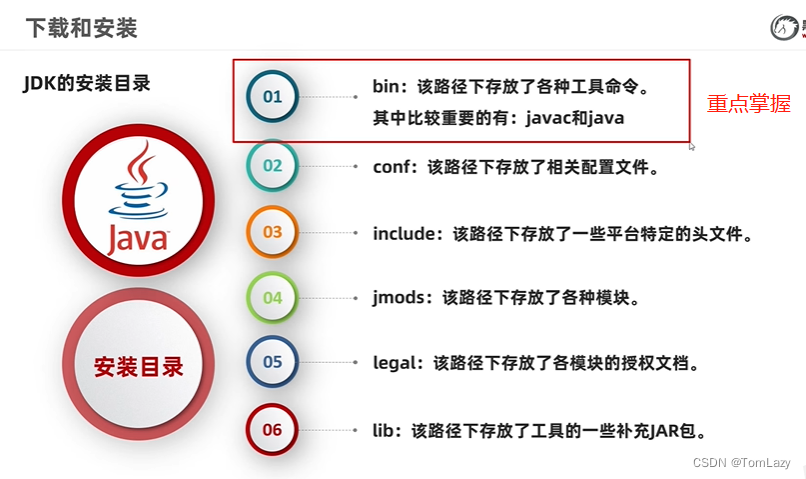 下载和安装
JDK的安装目录
01
bin：该路径下存放了各种工具命令。
其中比较重要的有：javac和java
重点掌握
02
conf：该路径下存放了相关配置文件。
Java
03
include：该路径下存放了一些平台特定的头文件。
04
jmods：该路径下存放了各种模块。
安装目录
05
legal：该路径下存放了各模块的授权文档。
06
lib：该路径下存放了工具的一些补充JAR包。
CSDN @TomLazy